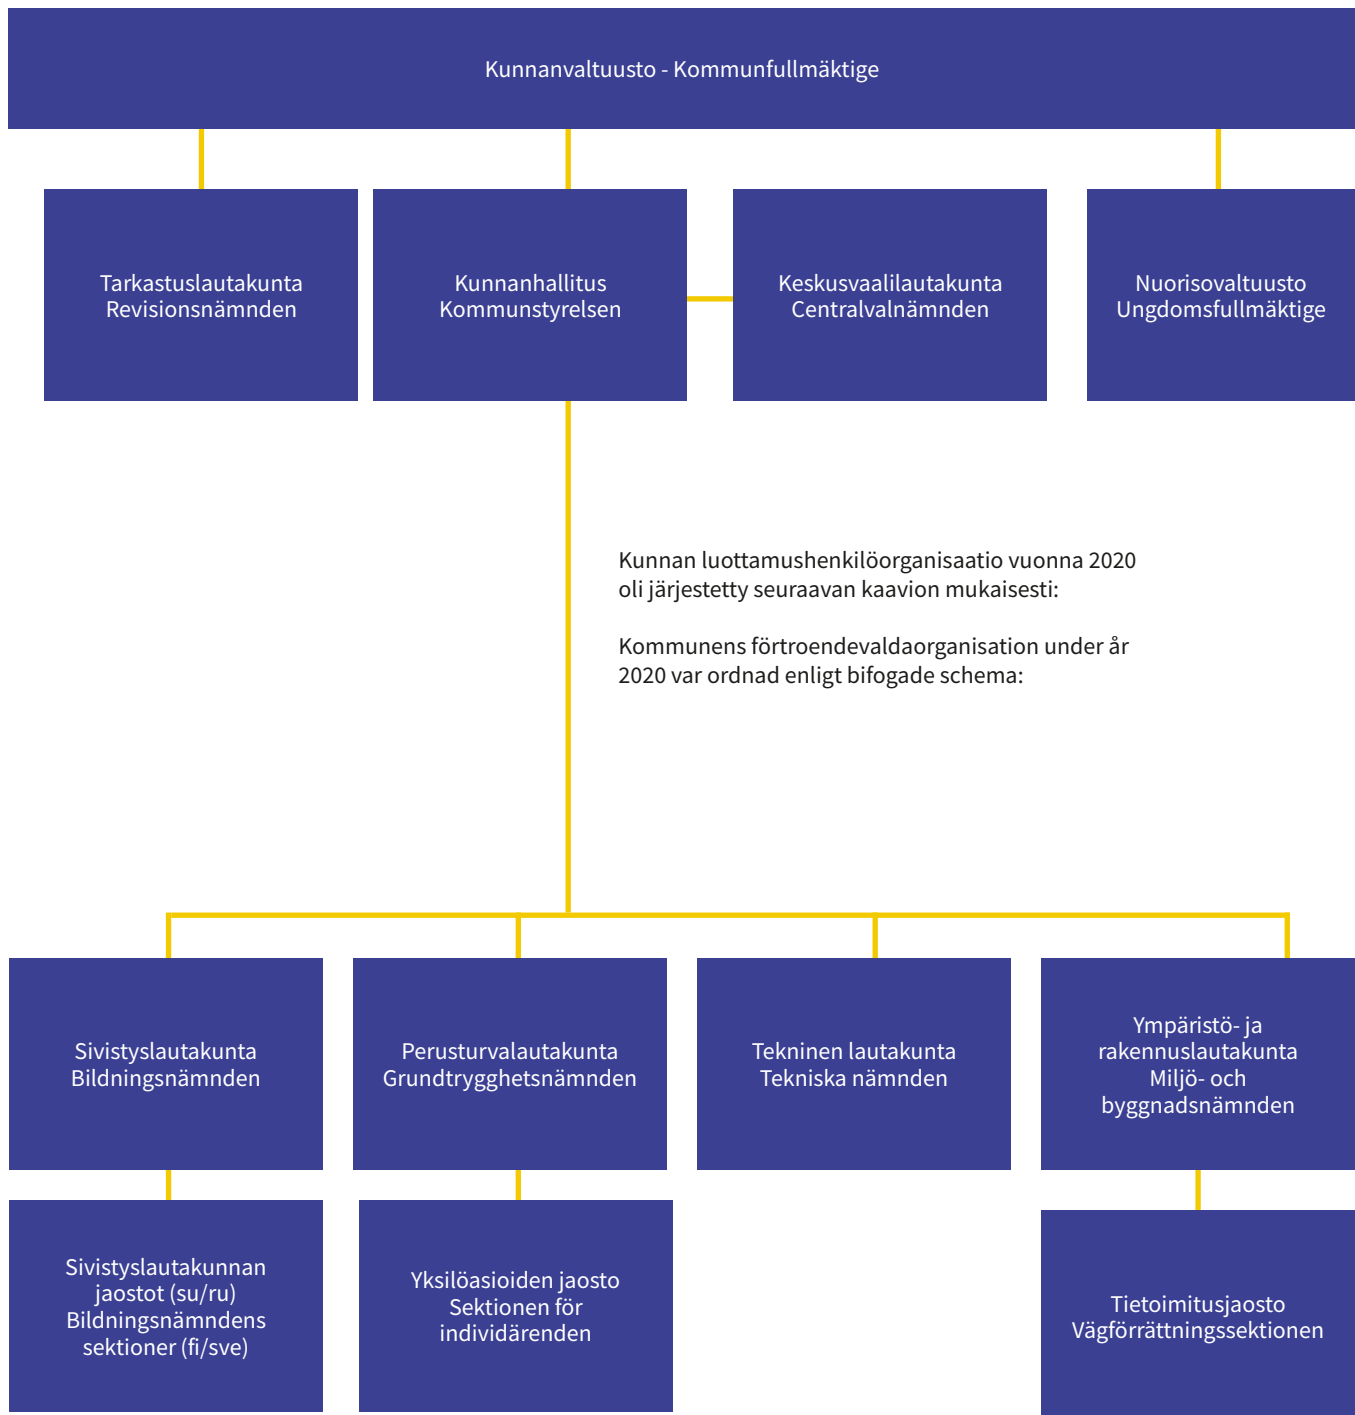 Kunnanvaltuusto - Kommunfullmäktige
Tarkastuslautakunta
Revisionsnämnden
Kunnanhallitus
Kommunstyrelsen
Keskusvaalilautakunta
Centralvalnämnden
Nuorisovaltuusto
Ungdomsfullmäktige
Kunnan luottamushenkilöorganisaatio vuonna 2020
oli järjestetty seuraavan kaavion mukaisesti:
Kommunens förtroendevaldaorganisation under år
2020 var ordnad enligt bifogade schema:
Sivistyslautakunta
Bildningsnämnden
Perusturvalautakunta
Grundtrygghetsnämnden
Tekninen lautakunta
Tekniska nämnden
Ympäristö- ja
rakennuslautakunta
Miljö- och
byggnadsnämnden
Sivistyslautakunnan
jaostot (su/ru)
Bildningsnämndens
sektioner (fi/sve)
Yksilöasioiden jaosto
Sektionen för
individärenden
Tietoimitusjaosto
Vägförrättningssektionen